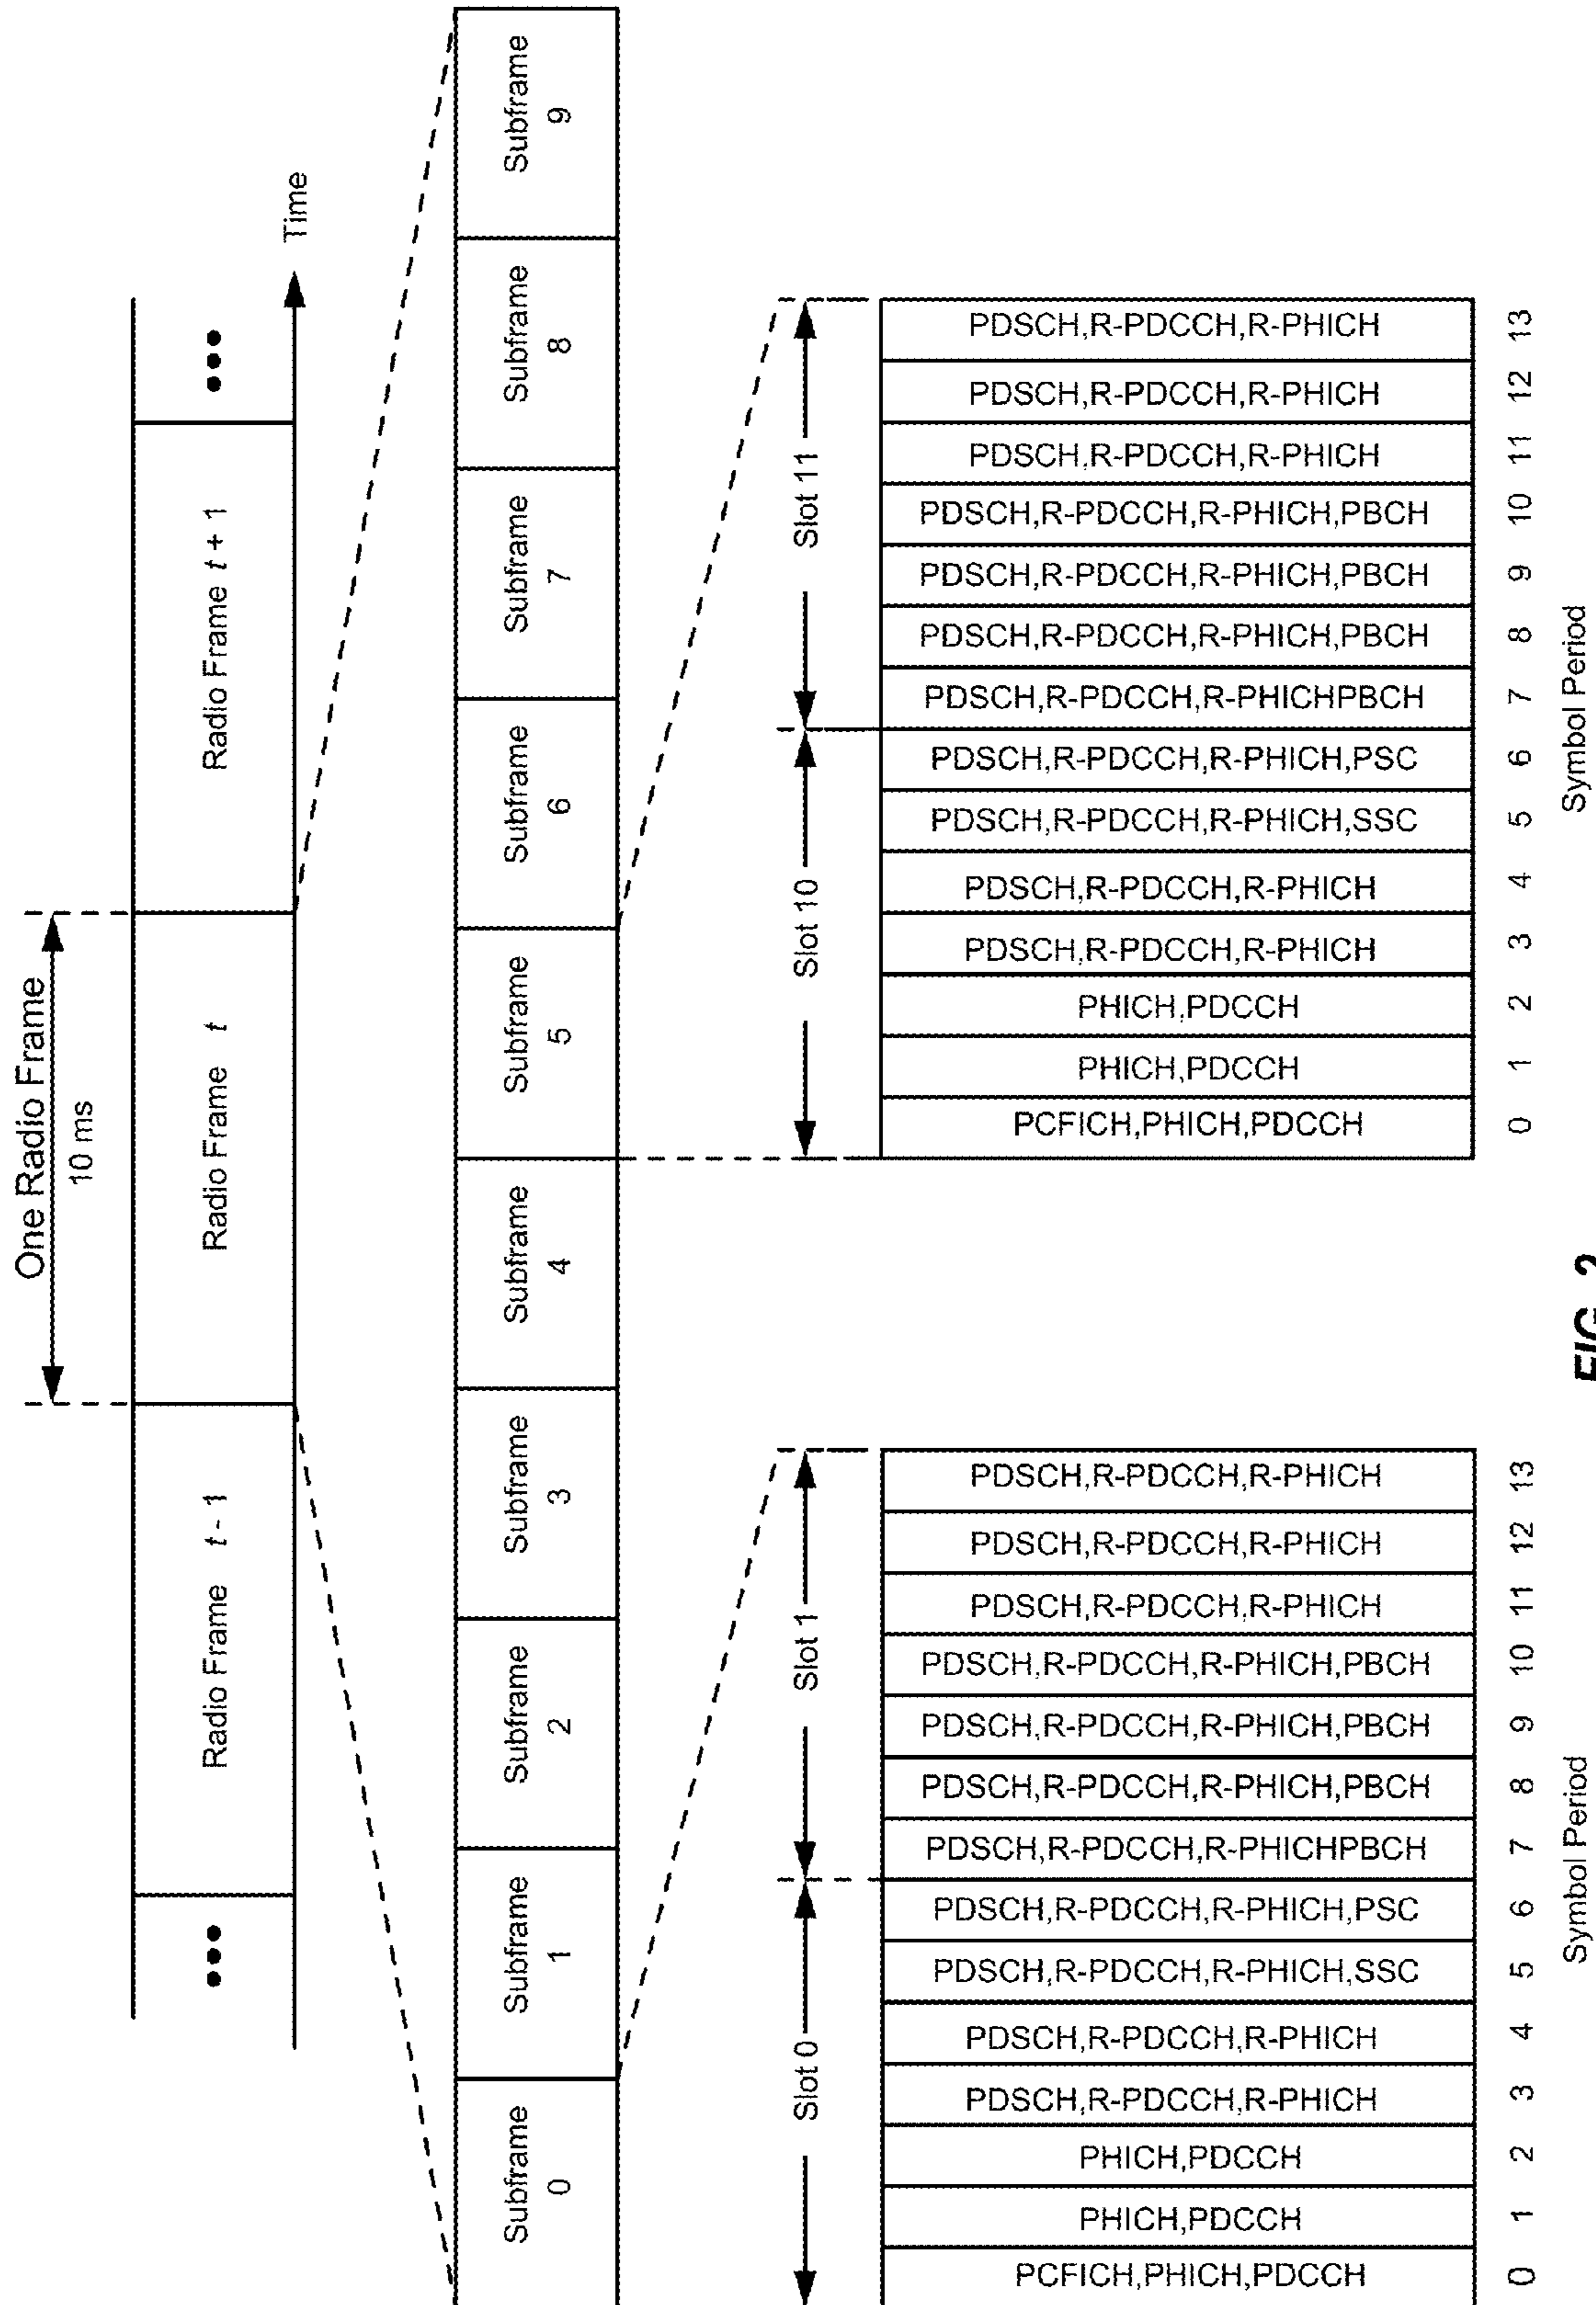 One Radio Frame
10 ms
••• Radio Frame t - 1 Radio Frame t Radio Frame t + 1 •••
Time
Subframe 0
Subframe 1
Subframe 2
Subframe 3
Subframe 4
Subframe 5
Subframe 6
Subframe 7
Subframe 8
Subframe 9
Slot 0
Slot 1
PCFICH,PHICH,PDCCH
PHICH,PDCCH
PHICH,PDCCH
PDSCH,R-PDCCH,R-PHICH
PDSCH,R-PDCCH,R-PHICH
PDSCH,R-PDCCH,R-PHICH,SSC
PDSCH,R-PDCCH,R-PHICH,PSC
PDSCH,R-PDCCH,R-PHICHPBCH
PDSCH,R-PDCCH,R-PHICH,PBCH
PDSCH,R-PDCCH,R-PHICH,PBCH
PDSCH,R-PDCCH,R-PHICH,PBCH
PDSCH,R-PDCCH,R-PHICH
PDSCH,R-PDCCH,R-PHICH
PDSCH,R-PDCCH,R-PHICH
0 1 2 3 4 5 6 7 8 9 10 11 12 13
Symbol Period
Slot 10
Slot 11
PCFICH,PHICH,PDCCH
PHICH,PDCCH
PHICH,PDCCH
PDSCH,R-PDCCH,R-PHICH
PDSCH,R-PDCCH,R-PHICH
PDSCH,R-PDCCH,R-PHICH,SSC
PDSCH,R-PDCCH,R-PHICH,PSC
PDSCH,R-PDCCH,R-PHICHPBCH
PDSCH,R-PDCCH,R-PHICH,PBCH
PDSCH,R-PDCCH,R-PHICH,PBCH
PDSCH,R-PDCCH,R-PHICH,PBCH
PDSCH,R-PDCCH,R-PHICH
PDSCH,R-PDCCH,R-PHICH
PDSCH,R-PDCCH,R-PHICH
0 1 2 3 4 5 6 7 8 9 10 11 12 13
Symbol Period
FIG. 2